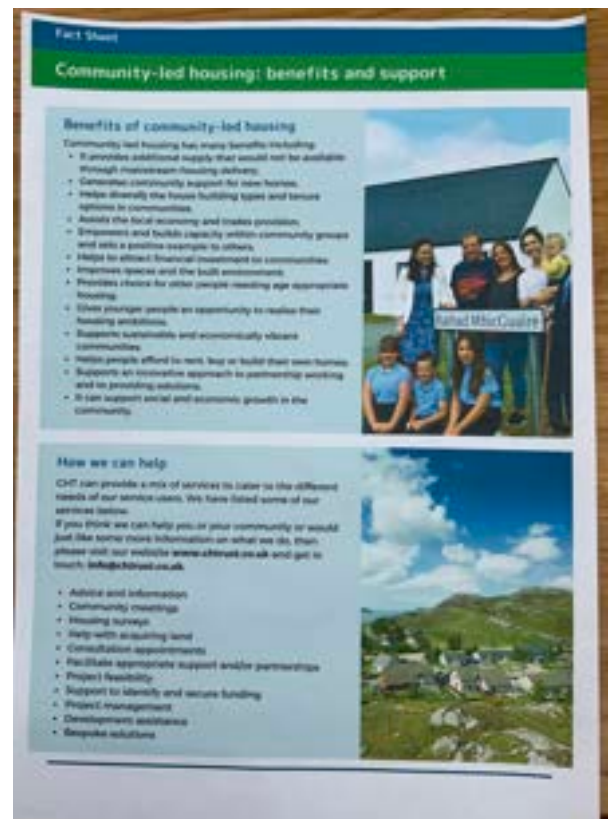 Fact Sheet
Community-led housing: benefits and support
Benefits of community-led housing
Community led housing has many benefits including:
• It provides additional supply that would not be available
through mainstream housing delivery.
• Generates community support for new homes.
• Helps diversify the house building types and tenure
options in communities.
• Assists the local economy and trades provision.
• Empowers and builds capacity within community groups
and sets a positive example to others.
• Helps to attract financial investment to communities
• Improves spaces and the built environment
• Provides choice for older people needing age appropriate
housing.
• Gives younger people an opportunity to realise their
housing ambitions.
• Supports sustainable and economically vibrant
communities.
• Helps people afford to rent, buy or build their own homes.
• Supports an innovative approach to partnership working
and to providing solutions.
• It can support social and economic growth in the
community.
How we can help
CHT can provide a mix of services to cater to the different
needs of our service users. We have listed some of our
services below.
If you think we can help you or your community or would
just like some more information on what we do, then
please visit our website www.chtrust.co.uk and get in
touch: info@chtrust.co.uk.
• Advice and information
• Community meetings
• Housing surveys
• Help with acquiring land
• Consultation appointments
• Facilitate appropriate support and/or partnerships
• Project feasibility
• Support to identify and secure funding
• Project management
• Development assistance
• Bespoke solutions